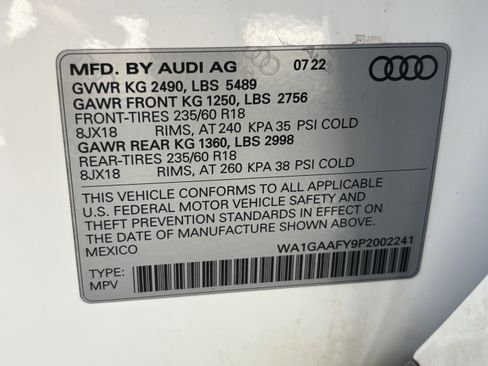 MFD. BY AUDI AG 07 22
GVWR KG 2490, LBS 5489
GAWR FRONT KG 1250, LBS 2756
FRONT-TIRES 235/60 R18
8JX18 RIMS, AT 240 KPA 35 PSI COLD
GAWR REAR KG 1360, LBS 2998
REAR-TIRES 235/60 R18
8JX18 RIMS, AT 260 KPA 38 PSI COLD
THIS VEHICLE CONFORMS TO ALL APPLICABLE
U.S. FEDERAL MOTOR VEHICLE SAFETY AND
THEFT PREVENTION STANDARDS IN EFFECT ON
THE DATE OF MANUFACTURE SHOWN ABOVE.
MEXICO WA1GAAFY9P2002241
TYPE:
MPV